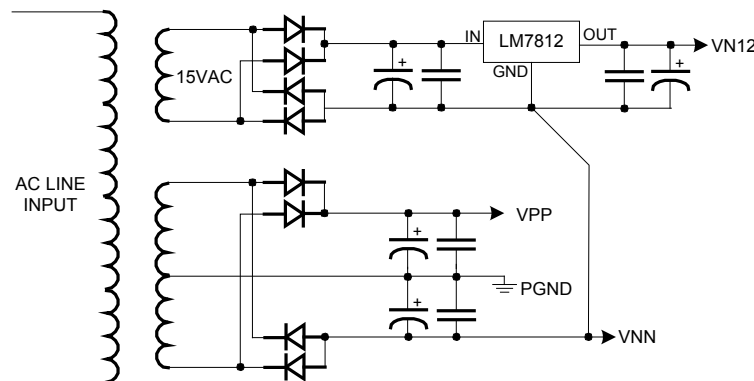 IN
LM7812
OUT
VN12
15VAC
+
+
GND
AC LINE
INPUT
VPP
+
PGND
+
VNN